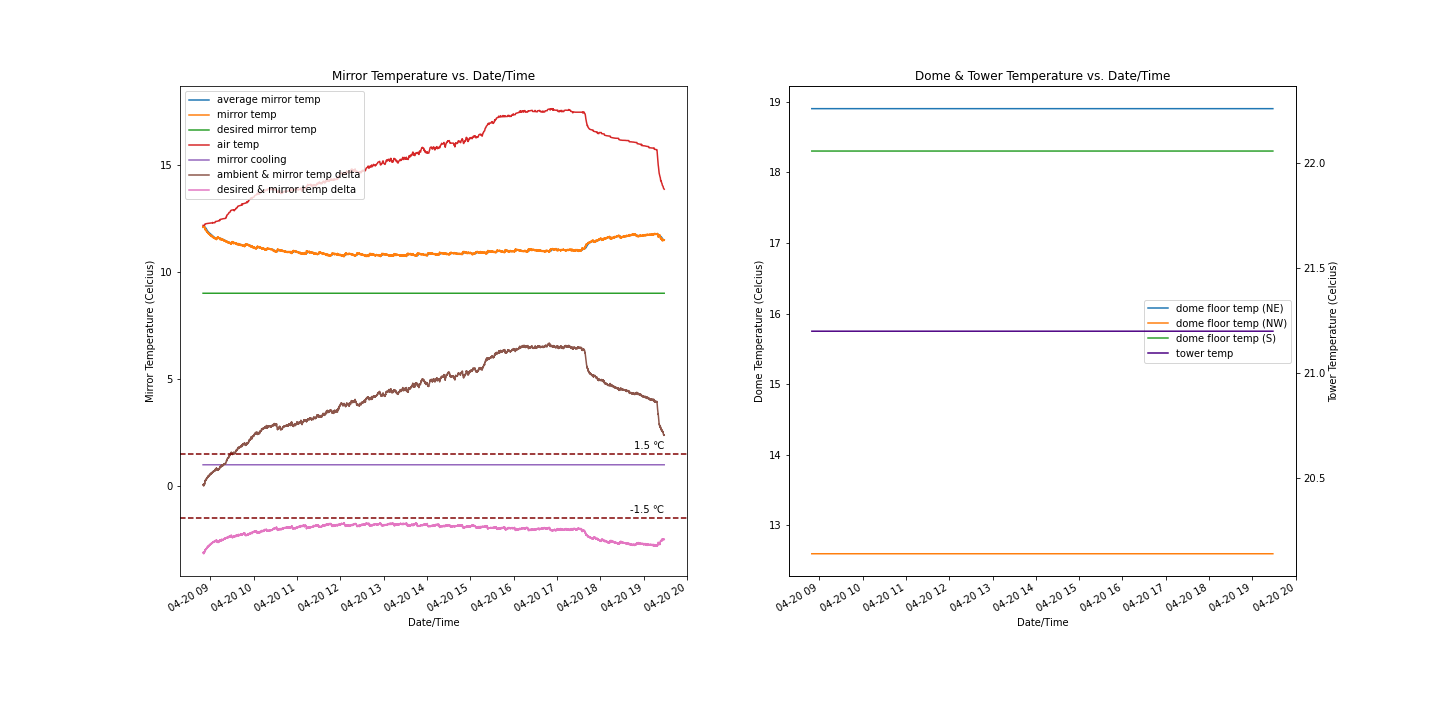 Mirror Temperature vs. Date/Time
average mirror temp
mirror temp
desired mirror temp
air temp
mirror cooling
ambient & mirror temp delta
desired & mirror temp delta
15
10
5
0
Mirror Temperature (Celcius)
1.5 °C
-1.5 °C
04-20 09
04-20 10
04-20 11
04-20 12
04-20 13
04-20 14
04-20 15
04-20 16
04-20 17
04-20 18
04-20 19
04-20 20
Date/Time
Dome & Tower Temperature vs. Date/Time
19
18
17
16
15
14
13
Dome Temperature (Celcius)
dome floor temp (NE)
dome floor temp (NW)
dome floor temp (S)
tower temp
22.0
21.5
21.0
20.5
Tower Temperature (Celcius)
04-20 09
04-20 10
04-20 11
04-20 12
04-20 13
04-20 14
04-20 15
04-20 16
04-20 17
04-20 18
04-20 19
04-20 20
Date/Time